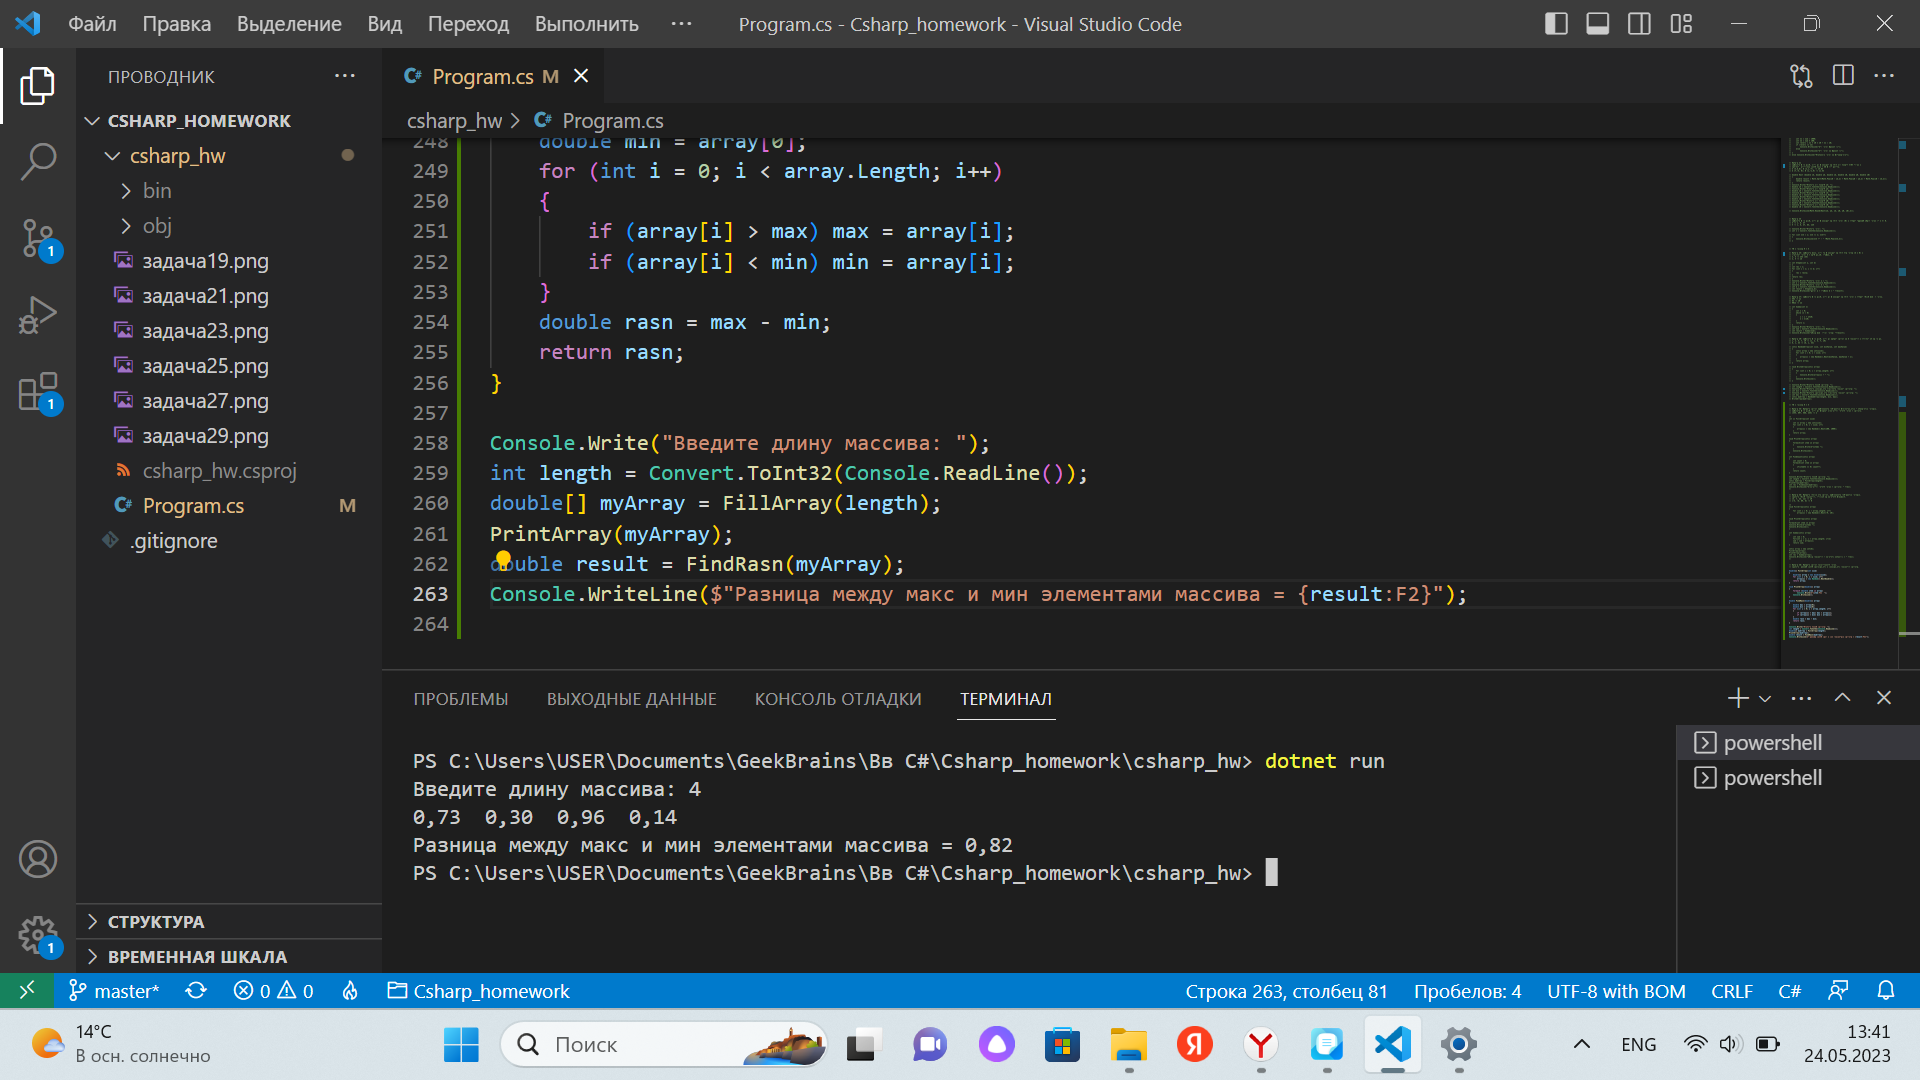 Файл Правка Выделение Вид Переход Выполнить ··· Program.cs - Csharp_homework - Visual Studio Code
ПРОВОДНИК ···
CSHARP_HOMEWORK
csharp_hw
bin
obj
задача19.png
задача21.png
задача23.png
задача25.png
задача27.png
задача29.png
csharp_hw.csproj
C# Program.cs M
.gitignore
СТРУКТУРА
ВРЕМЕННАЯ ШКАЛА
1
1
1
C# Program.cs M
csharp_hw > C# Program.cs
248 double min = array[0];
249 for (int i = 0; i < array.Length; i++)
250 {
251 if (array[i] > max) max = array[i];
252 if (array[i] < min) min = array[i];
253 }
254 double rasn = max - min;
255 return rasn;
256 }
257
258 Console.Write("Введите длину массива: ");
259 int length = Convert.ToInt32(Console.ReadLine());
260 double[] myArray = FillArray(length);
261 PrintArray(myArray);
262 double result = FindRasn(myArray);
263 Console.WriteLine($"Разница между макс и мин элементами массива = {result:F2}");
264
ПРОБЛЕМЫ ВЫХОДНЫЕ ДАННЫЕ КОНСОЛЬ ОТЛАДКИ ТЕРМИНАЛ
PS C:\Users\USER\Documents\GeekBrains\Вв C#\Csharp_homework\csharp_hw> dotnet run
Введите длину массива: 4
0,73 0,30 0,96 0,14
Разница между макс и мин элементами массива = 0,82
PS C:\Users\USER\Documents\GeekBrains\Вв C#\Csharp_homework\csharp_hw>
powershell
powershell
master* 0 0 Csharp_homework Строка 263, столбец 81 Пробелов: 4 UTF-8 with BOM CRLF C#
14°C
В осн. солнечно
Поиск
Я
Y
ENG
13:41
24.05.2023